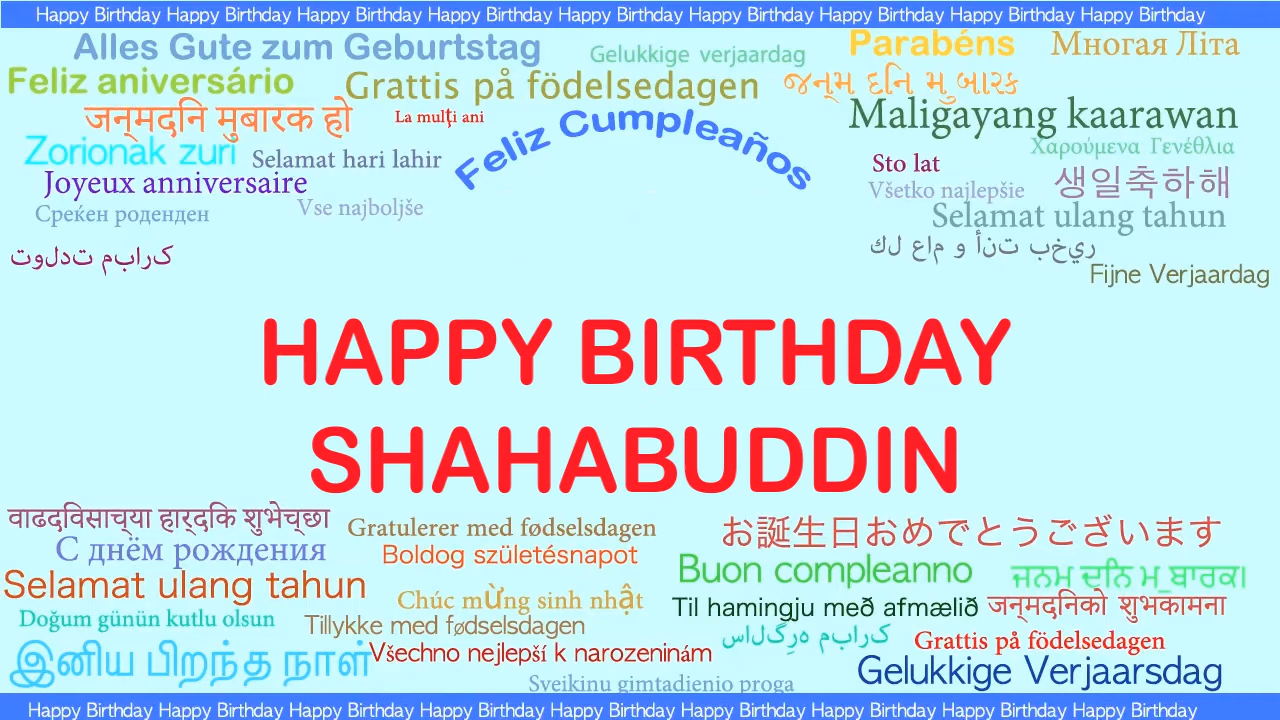 Happy Birthday Happy Birthday Happy Birthday Happy Birthday Happy Birthday Happy Birthday Happy Birthday Happy Birthday Happy Birthday
Alles Gute zum Geburtstag
Gelukkige verjaardag
Parabéns
Многая Літа
Feliz aniversário
Grattis på födelsedagen
જન્મ દિન મુબારક
जन्मदिन मुबारक हो
La mulţi ani
Feliz Cumpleaños
Maligayang kaarawan
Zorionak zuri
Selamat hari lahir
Sto lat
Χαρούμενα Γενέθλια
Joyeux anniversaire
Všetko najlepšie
생일축하해
Среќен роденден
Vse najboljše
Selamat ulang tahun
تولدت مبارک
كل عام و أنت بخير
Fijne Verjaardag
HAPPY BIRTHDAY
SHAHABUDDIN
वाढदिवसाच्या हार्दिक शुभेच्छा
Gratulerer med fødselsdagen
お誕生日おめでとうございます
С днём рождения
Boldog születésnapot
Buon compleanno
ਜਨਮ ਦਿਨ ਮੁਬਾਰਕ।
Selamat ulang tahun
Chúc mừng sinh nhật
Til hamingju með afmælið
जन्मदिनको शुभकामना
Doğum günün kutlu olsun
Tillykke med fødselsdagen
سالگِرہ مبارک
Grattis på födelsedagen
இனிய பிறந்த நாள்
Všechno nejlepší k narozeninám
Gelukkige Verjaarsdag
Sveikinu gimtadienio proga
Happy Birthday Happy Birthday Happy Birthday Happy Birthday Happy Birthday Happy Birthday Happy Birthday Happy Birthday Happy Birthday